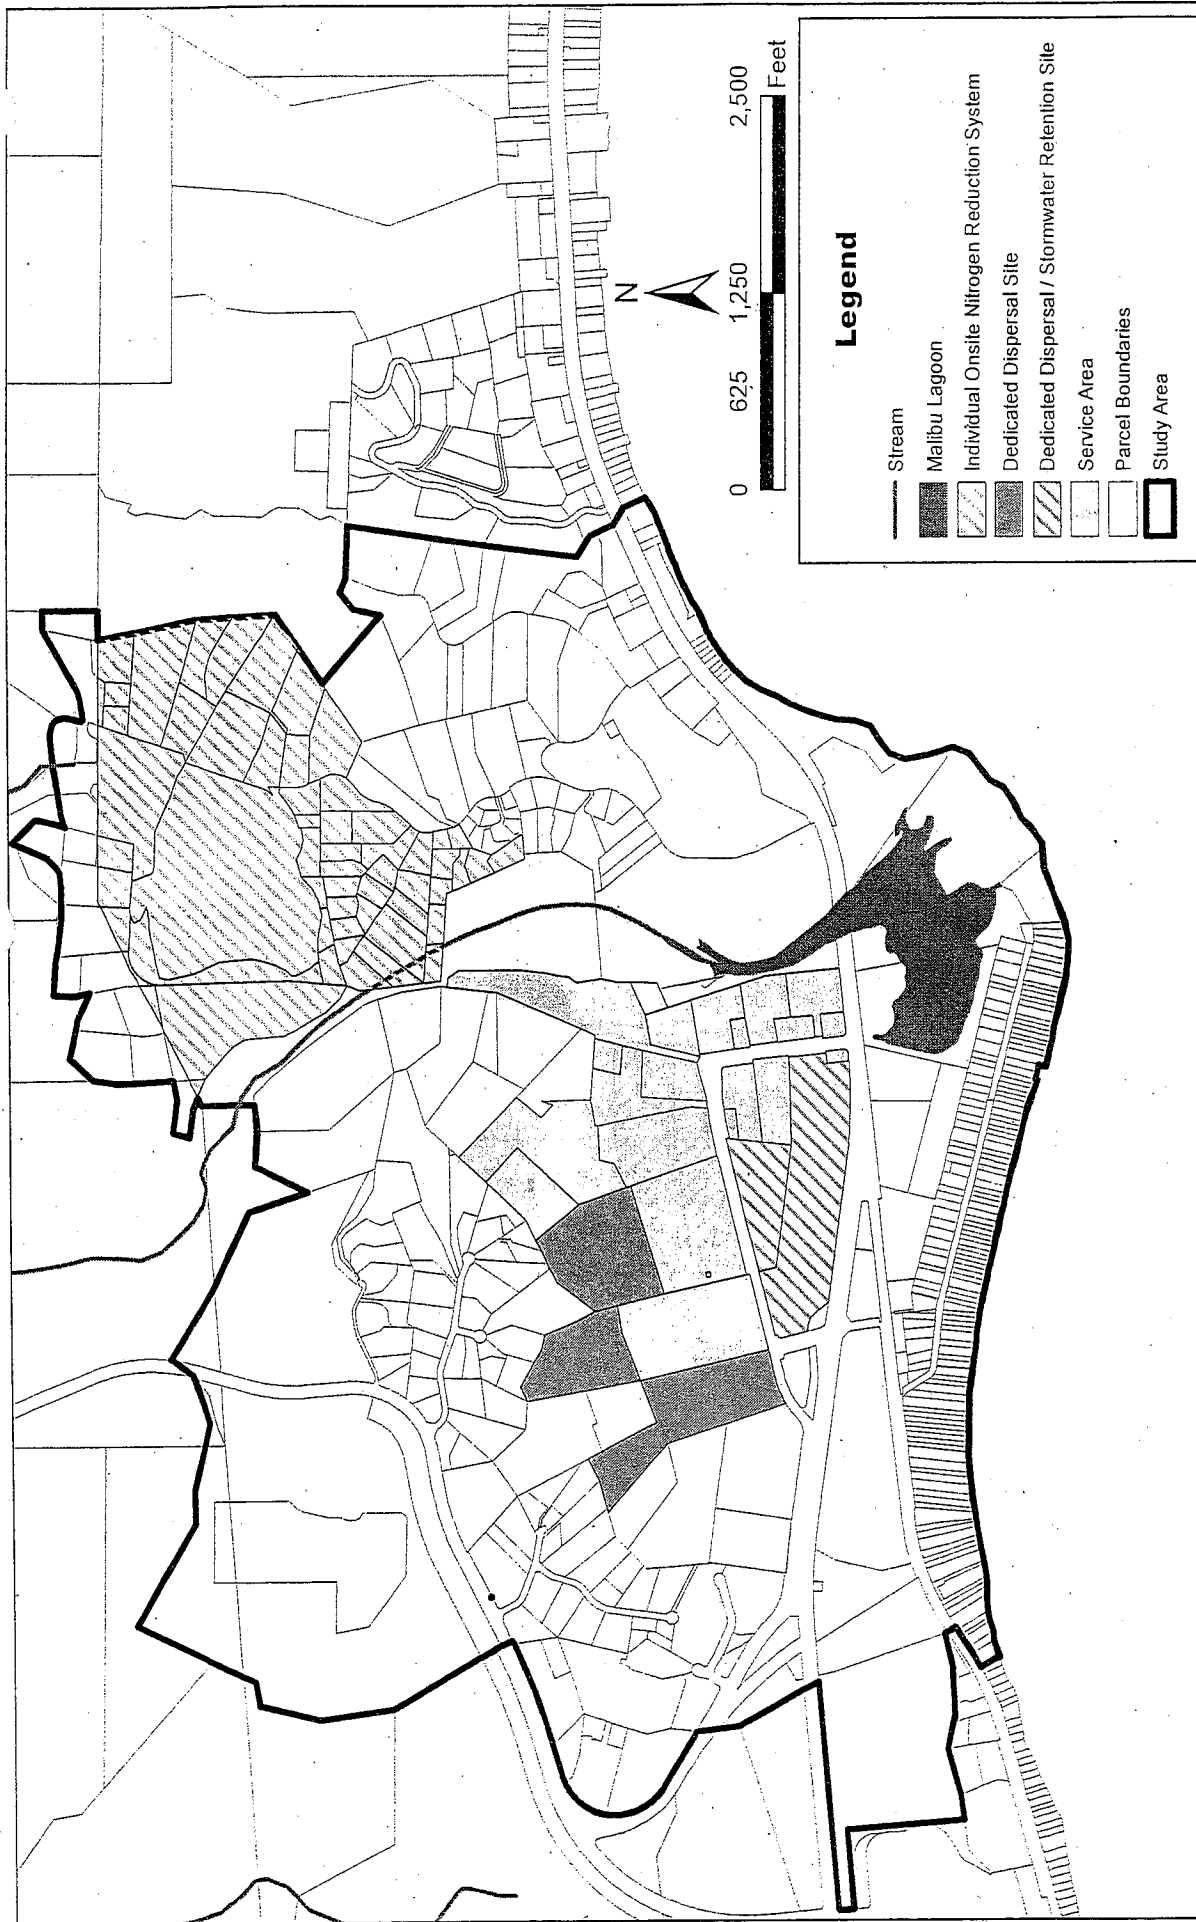 N
0
625
1,250
2,500
Feet
Legend
Stream
Malibu Lagoon
Individual Onsite Nitrogen Reduction System
Dedicated Dispersal Site
Dedicated Dispersal / Stormwater Retention Site
Service Area
Parcel Boundaries
Study Area